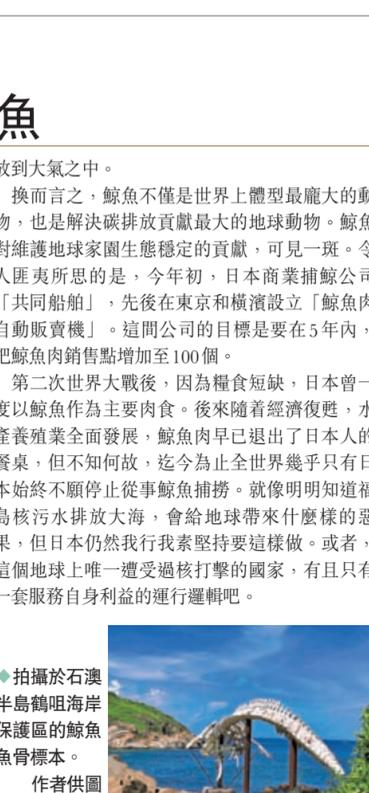 魚
放到大氣之中。
換而言之，鯨魚不僅是世界上體型最龐大的動
物，也是解決碳排放貢獻最大的地球動物。鯨魚
對維護地球家園生態穩定的貢獻，可見一斑。令
人匪夷所思的是，今年初，日本商業捕鯨公司
「共同船舶」，先後在東京和橫濱設立「鯨魚肉
自動販賣機」。這間公司的目標是要在5年內，
把鯨魚肉銷售點增加至100個。
第二次世界大戰後，因為糧食短缺，日本曾一
度以鯨魚作為主要肉食。後來隨着經濟復甦，水
產養殖業全面發展，鯨魚肉早已退出了日本人的
餐桌，但不知何故，迄今為止全世界幾乎只有日
本始終不願停止從事鯨魚捕撈。就像明明知道福
島核污水排放大海，會給地球帶來什麼樣的惡
果，但日本仍然我行我素堅持要這樣做。或者，
這個地球上唯一遭受過核打擊的國家，有且只有
一套服務自身利益的運行邏輯吧。
◆拍攝於石澳
半島鶴咀海岸
保護區的鯨魚
魚骨標本。
作者供圖